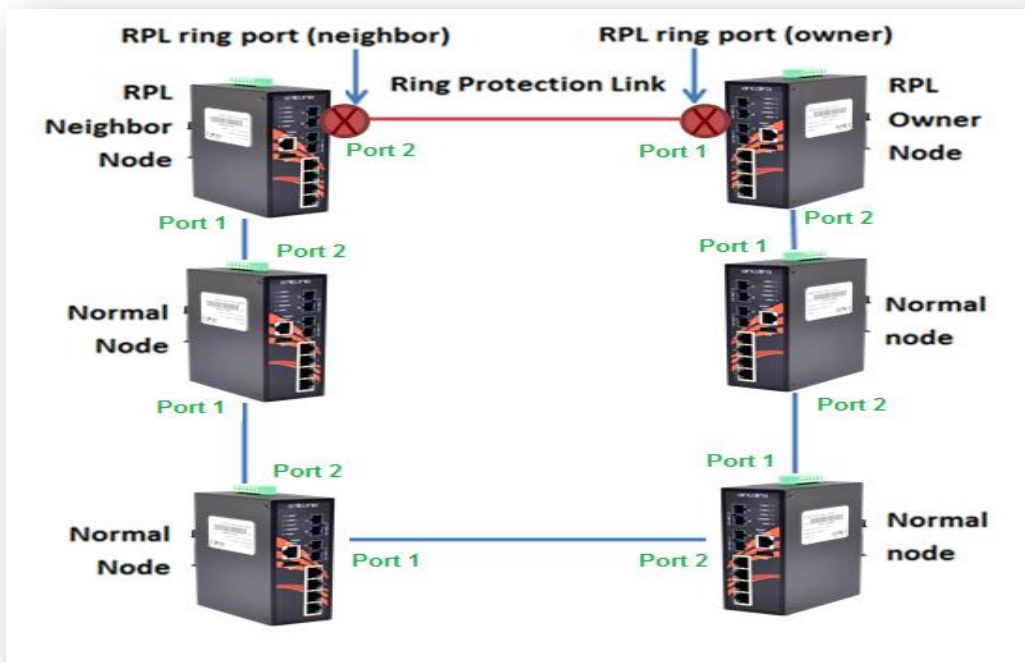 RPL ring port (neighbor)
RPL ring port (owner)
RPL
Neighbor
Node
Ring Protection Link
RPL
Owner
Node
Port 2
Port 1
Port 1
Port 2
Port 2
Port 1
Normal
Node
Normal
node
Port 1
Port 2
Port 2
Port 1
Normal
Node
Normal
node
Port 1
Port 2